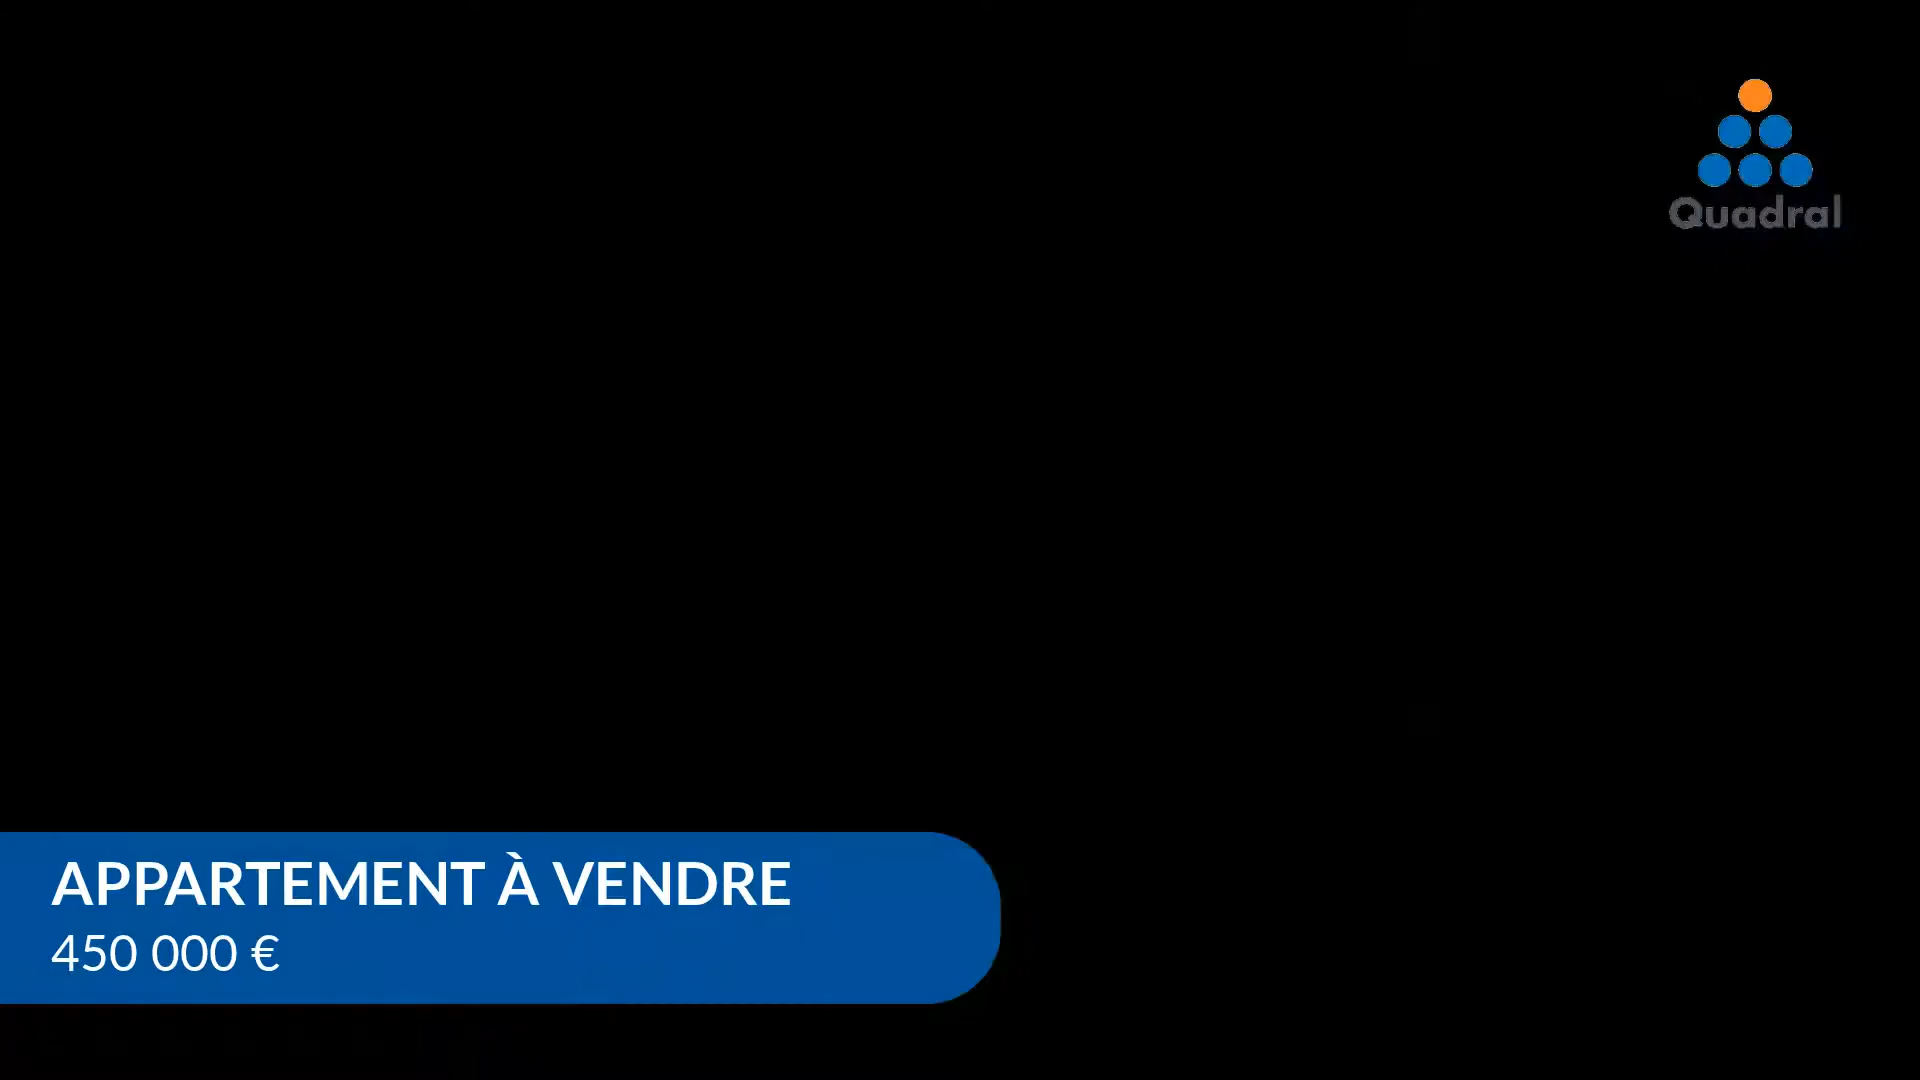 Quadral
APPARTEMENT À VENDRE
450 000 €